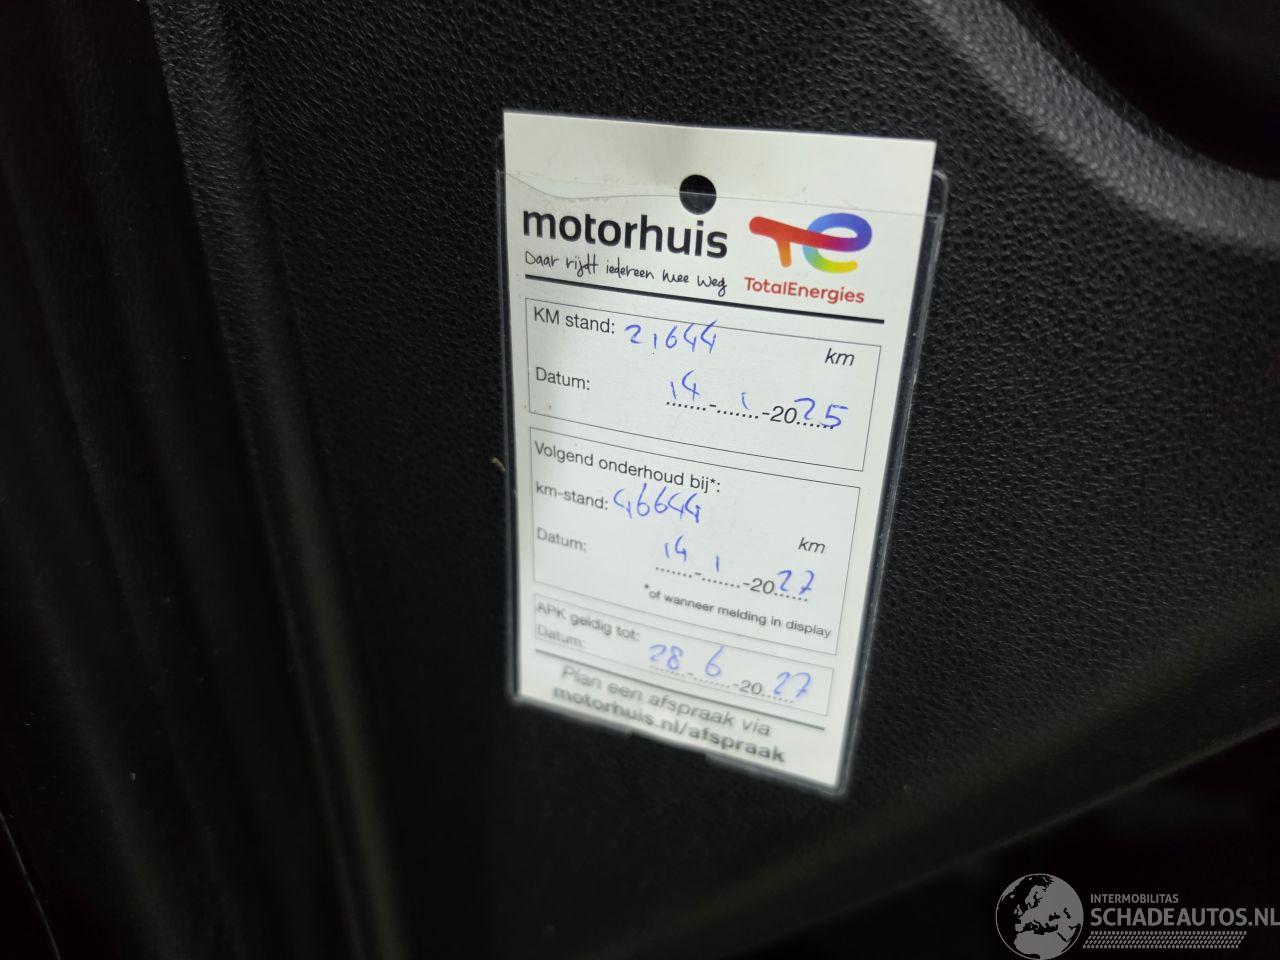 motorhuis
Daar rijdt iedereen mee weg
TotalEnergies
KM stand: 21644 km
Datum: 14-1-2025
Volgend onderhoud bij*:
km-stand: 46644 km
Datum: 14-1-2027
*of wanneer melding in display
APK geldig tot:
Datum: 28-6-2027
Plan een afspraak via
motorhuis.nl/afspraak
INTERMOBILITAS
SCHADEAUTOS.NL